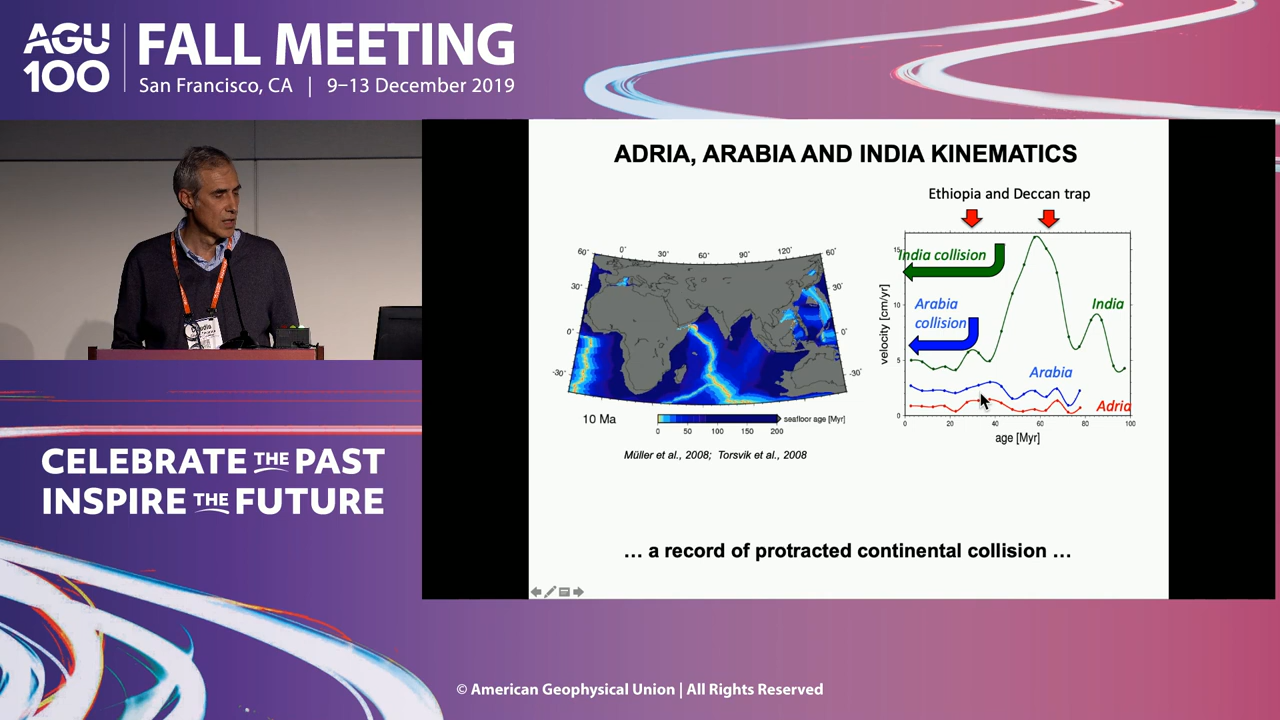 AGU
100
FALL MEETING
San Francisco, CA | 9–13 December 2019
ADRIA, ARABIA AND INDIA KINEMATICS
Ethiopia and Deccan trap
60˚ 0˚ 30˚ 60˚ 90˚ 120˚ 60˚
30˚ 30˚
0˚ 0˚
-30˚ -30˚
10 Ma
seafloor age [Myr]
0 50 100 150 200
Müller et al., 2008; Torsvik et al., 2008
India collision
Arabia
collision
India
Arabia
Adria
velocity [cm/yr]
15
10
5
0
0 20 40 60 80 100
age [Myr]
… a record of protracted continental collision …
CELEBRATE THE PAST
INSPIRE THE FUTURE
© American Geophysical Union | All Rights Reserved